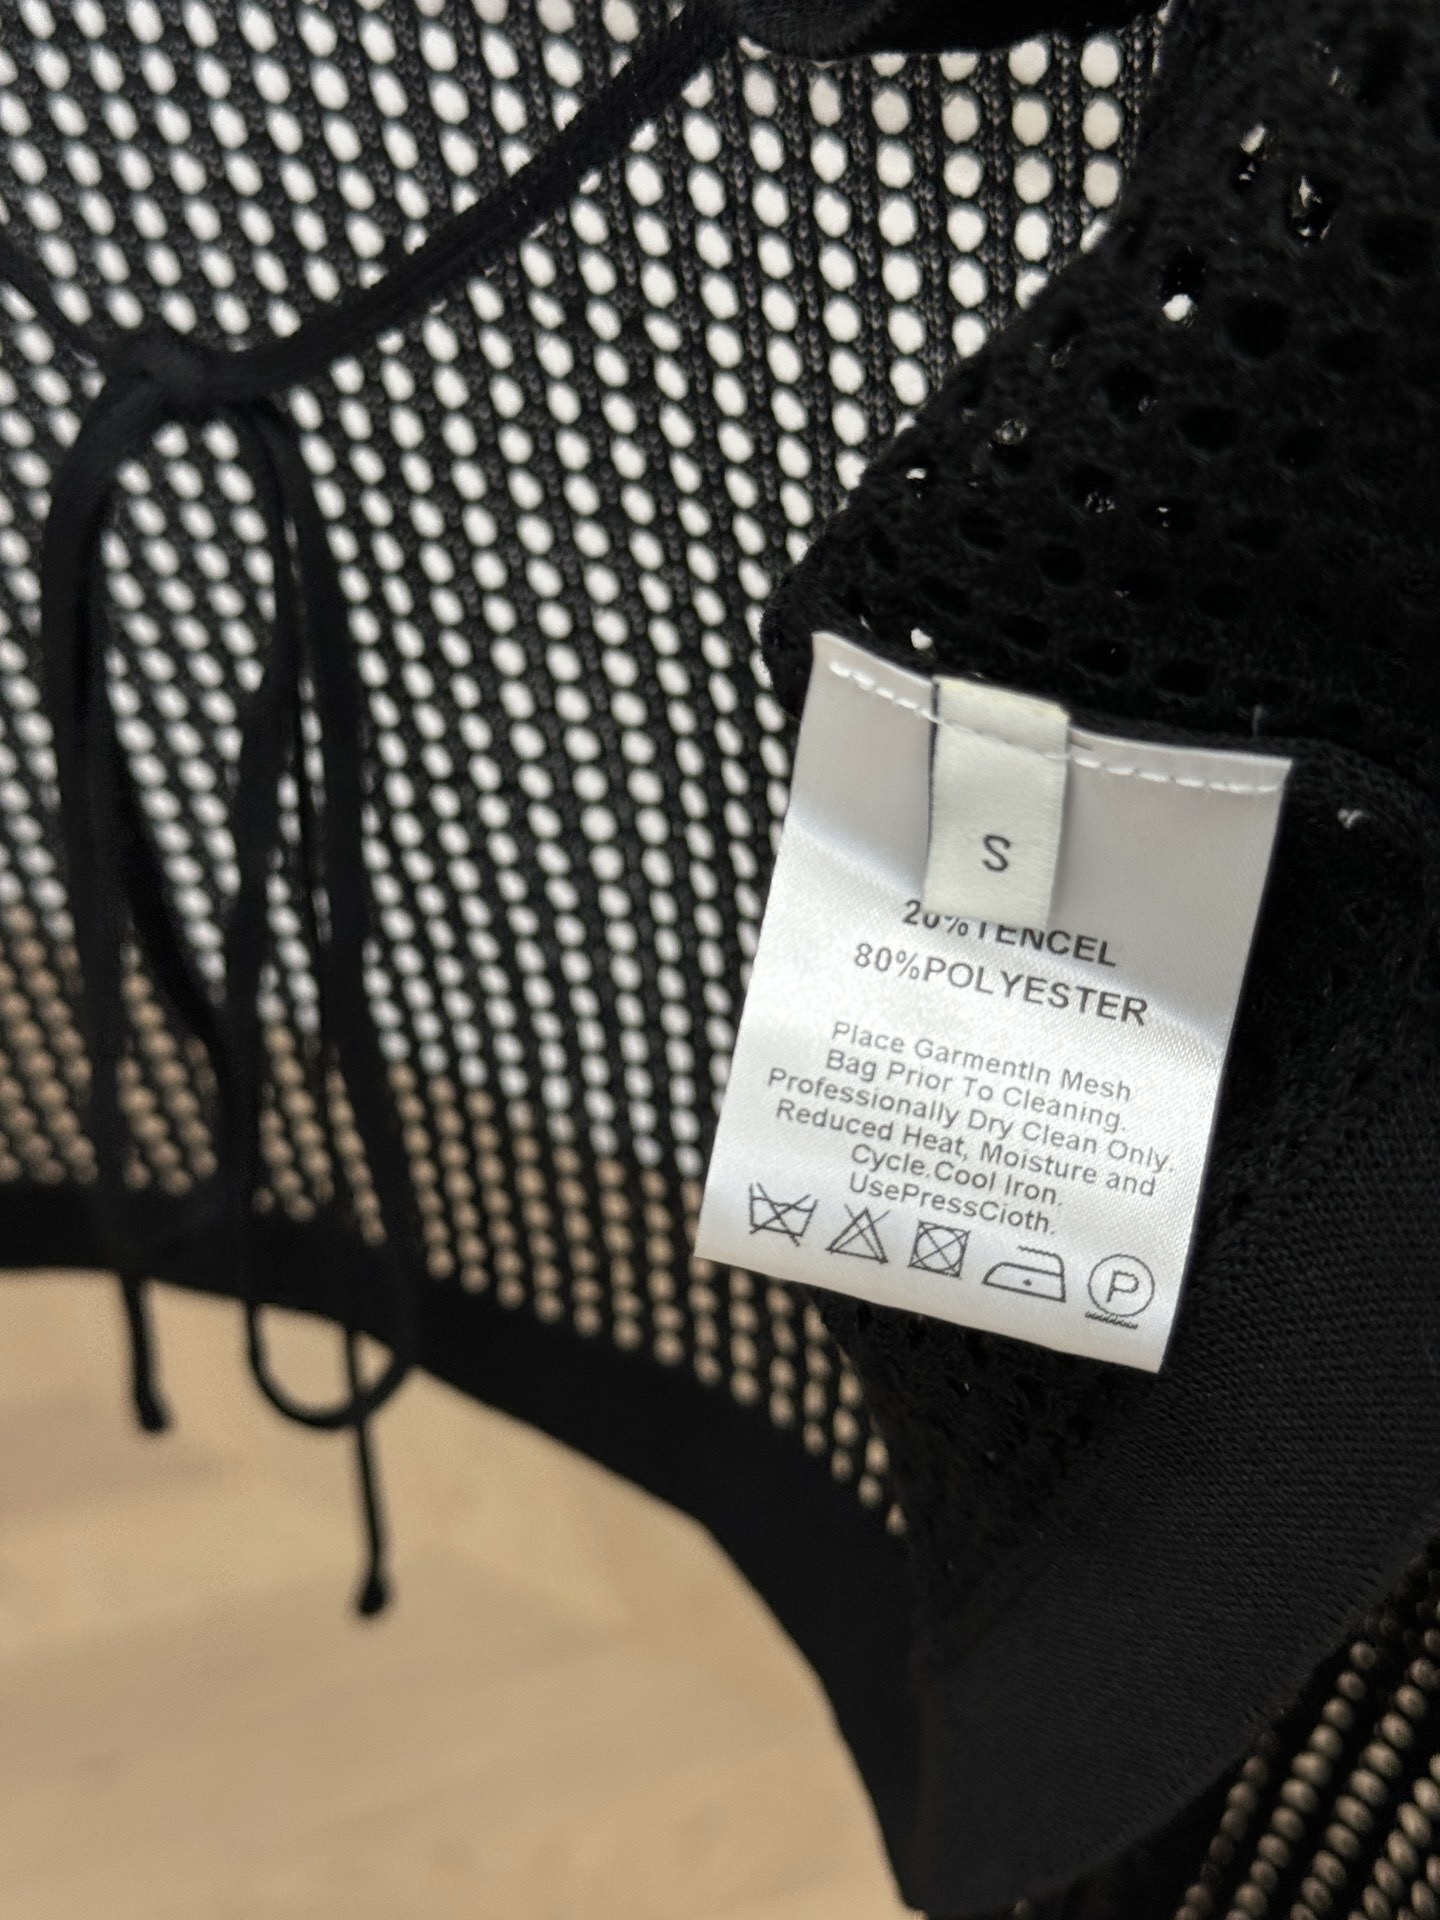 S
20%TENCEL
80%POLYESTER
Place GarmentIn Mesh
Bag Prior To Cleaning.
Professionally Dry Clean Only.
Reduced Heat, Moisture and
Cycle.Cool Iron.
UsePressCloth.
P